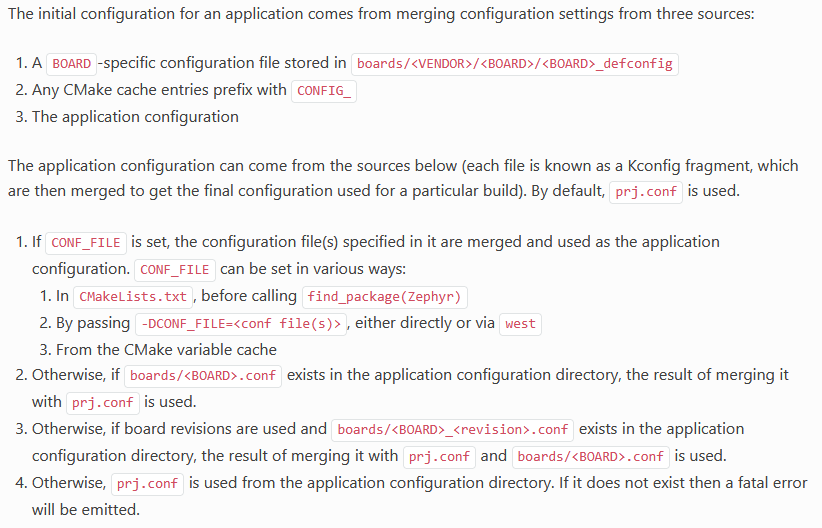 The initial configuration for an application comes from merging configuration settings from three sources:
1. A BOARD -specific configuration file stored in boards/<VENDOR>/<BOARD>/<BOARD>_defconfig
2. Any CMake cache entries prefix with CONFIG_
3. The application configuration
The application configuration can come from the sources below (each file is known as a Kconfig fragment, which
are then merged to get the final configuration used for a particular build). By default, prj.conf is used.
1. If CONF_FILE is set, the configuration file(s) specified in it are merged and used as the application
configuration. CONF_FILE can be set in various ways:
1. In CMakeLists.txt , before calling find_package(Zephyr)
2. By passing -DCONF_FILE=<conf file(s)> , either directly or via west
3. From the CMake variable cache
2. Otherwise, if boards/<BOARD>.conf exists in the application configuration directory, the result of merging it
with prj.conf is used.
3. Otherwise, if board revisions are used and boards/<BOARD>_<revision>.conf exists in the application
configuration directory, the result of merging it with prj.conf and boards/<BOARD>.conf is used.
4. Otherwise, prj.conf is used from the application configuration directory. If it does not exist then a fatal error
will be emitted.